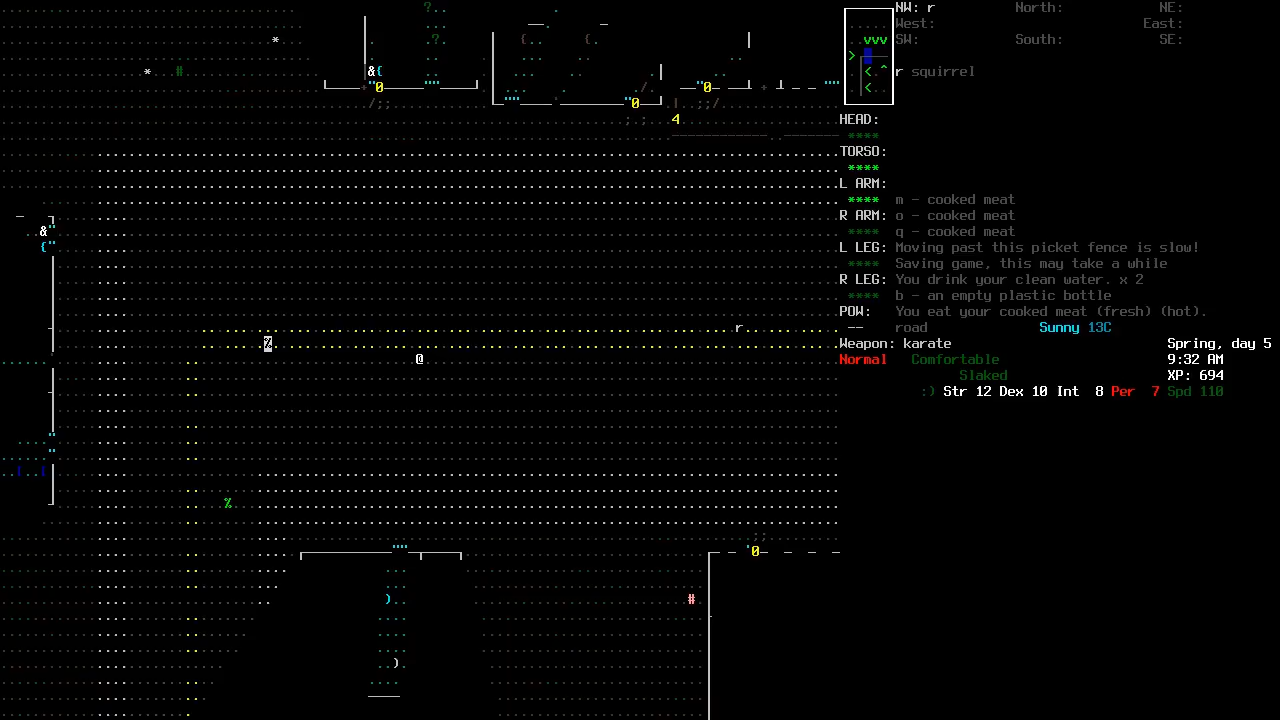 NW: r North: NE:
West: East:
SW: South: SE:
r squirrel
HEAD:
****
TORSO:
****
L ARM:
**** m - cooked meat
R ARM: o - cooked meat
**** q - cooked meat
L LEG: Moving past this picket fence is slow!
**** Saving game, this may take a while
R LEG: You drink your clean water. x 2
**** b - an empty plastic bottle
POW: You eat your cooked meat (fresh) (hot).
-- road Sunny 13C
Weapon: karate Spring, day 5
Normal Comfortable 9:32 AM
Slaked XP: 694
:) Str 12 Dex 10 Int 8 Per 7 Spd 110